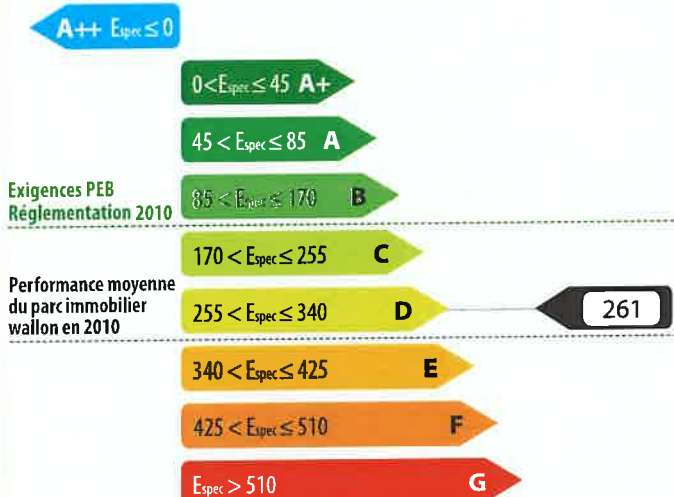 A++ Espec ≤ 0
0 < Espec ≤ 45 A+
45 < Espec ≤ 85 A
Exigences PEB
Réglementation 2010
85 < Espec ≤ 170 B
170 < Espec ≤ 255 C
Performance moyenne
du parc immobilier
wallon en 2010
255 < Espec ≤ 340 D
261
340 < Espec ≤ 425 E
425 < Espec ≤ 510 F
Espec > 510 G